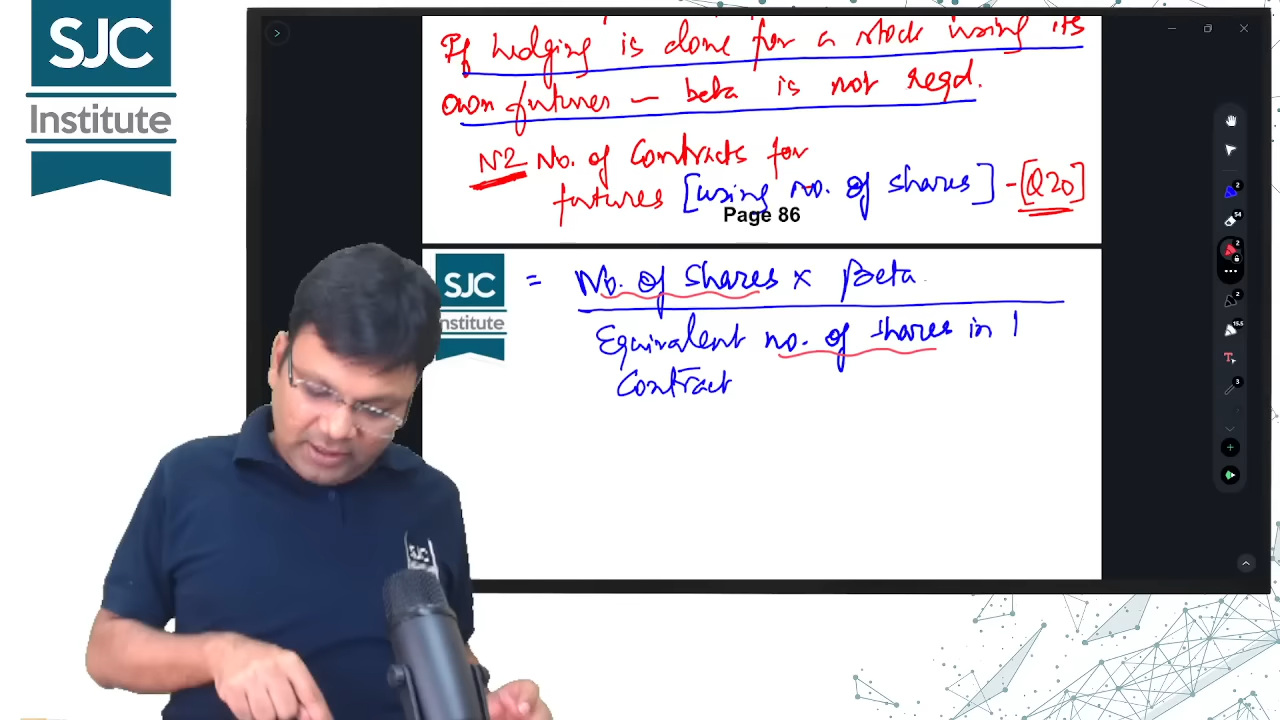 SJC
Institute
If hedging is done for a stock using its
own futures - beta is not reqd.
N2 No. of Contracts for
futures [using no. of shares] - [Q20]
Page 86
SJC
nstitute
= No. of shares x Beta.
Equivalent no. of shares in 1
Contract
SJC